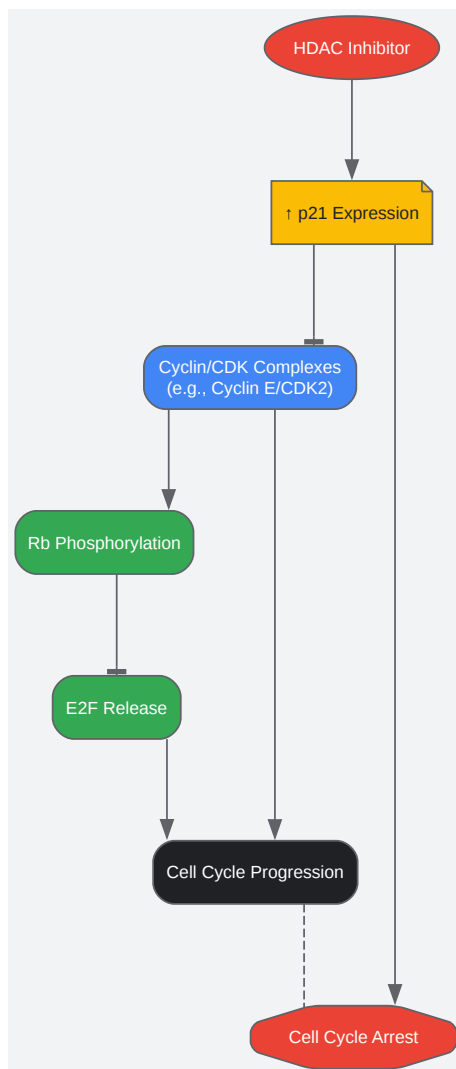 HDAC Inhibitor
↑ p21 Expression
Cyclin/CDK Complexes
(e.g., Cyclin E/CDK2)
Rb Phosphorylation
E2F Release
Cell Cycle Progression
Cell Cycle Arrest